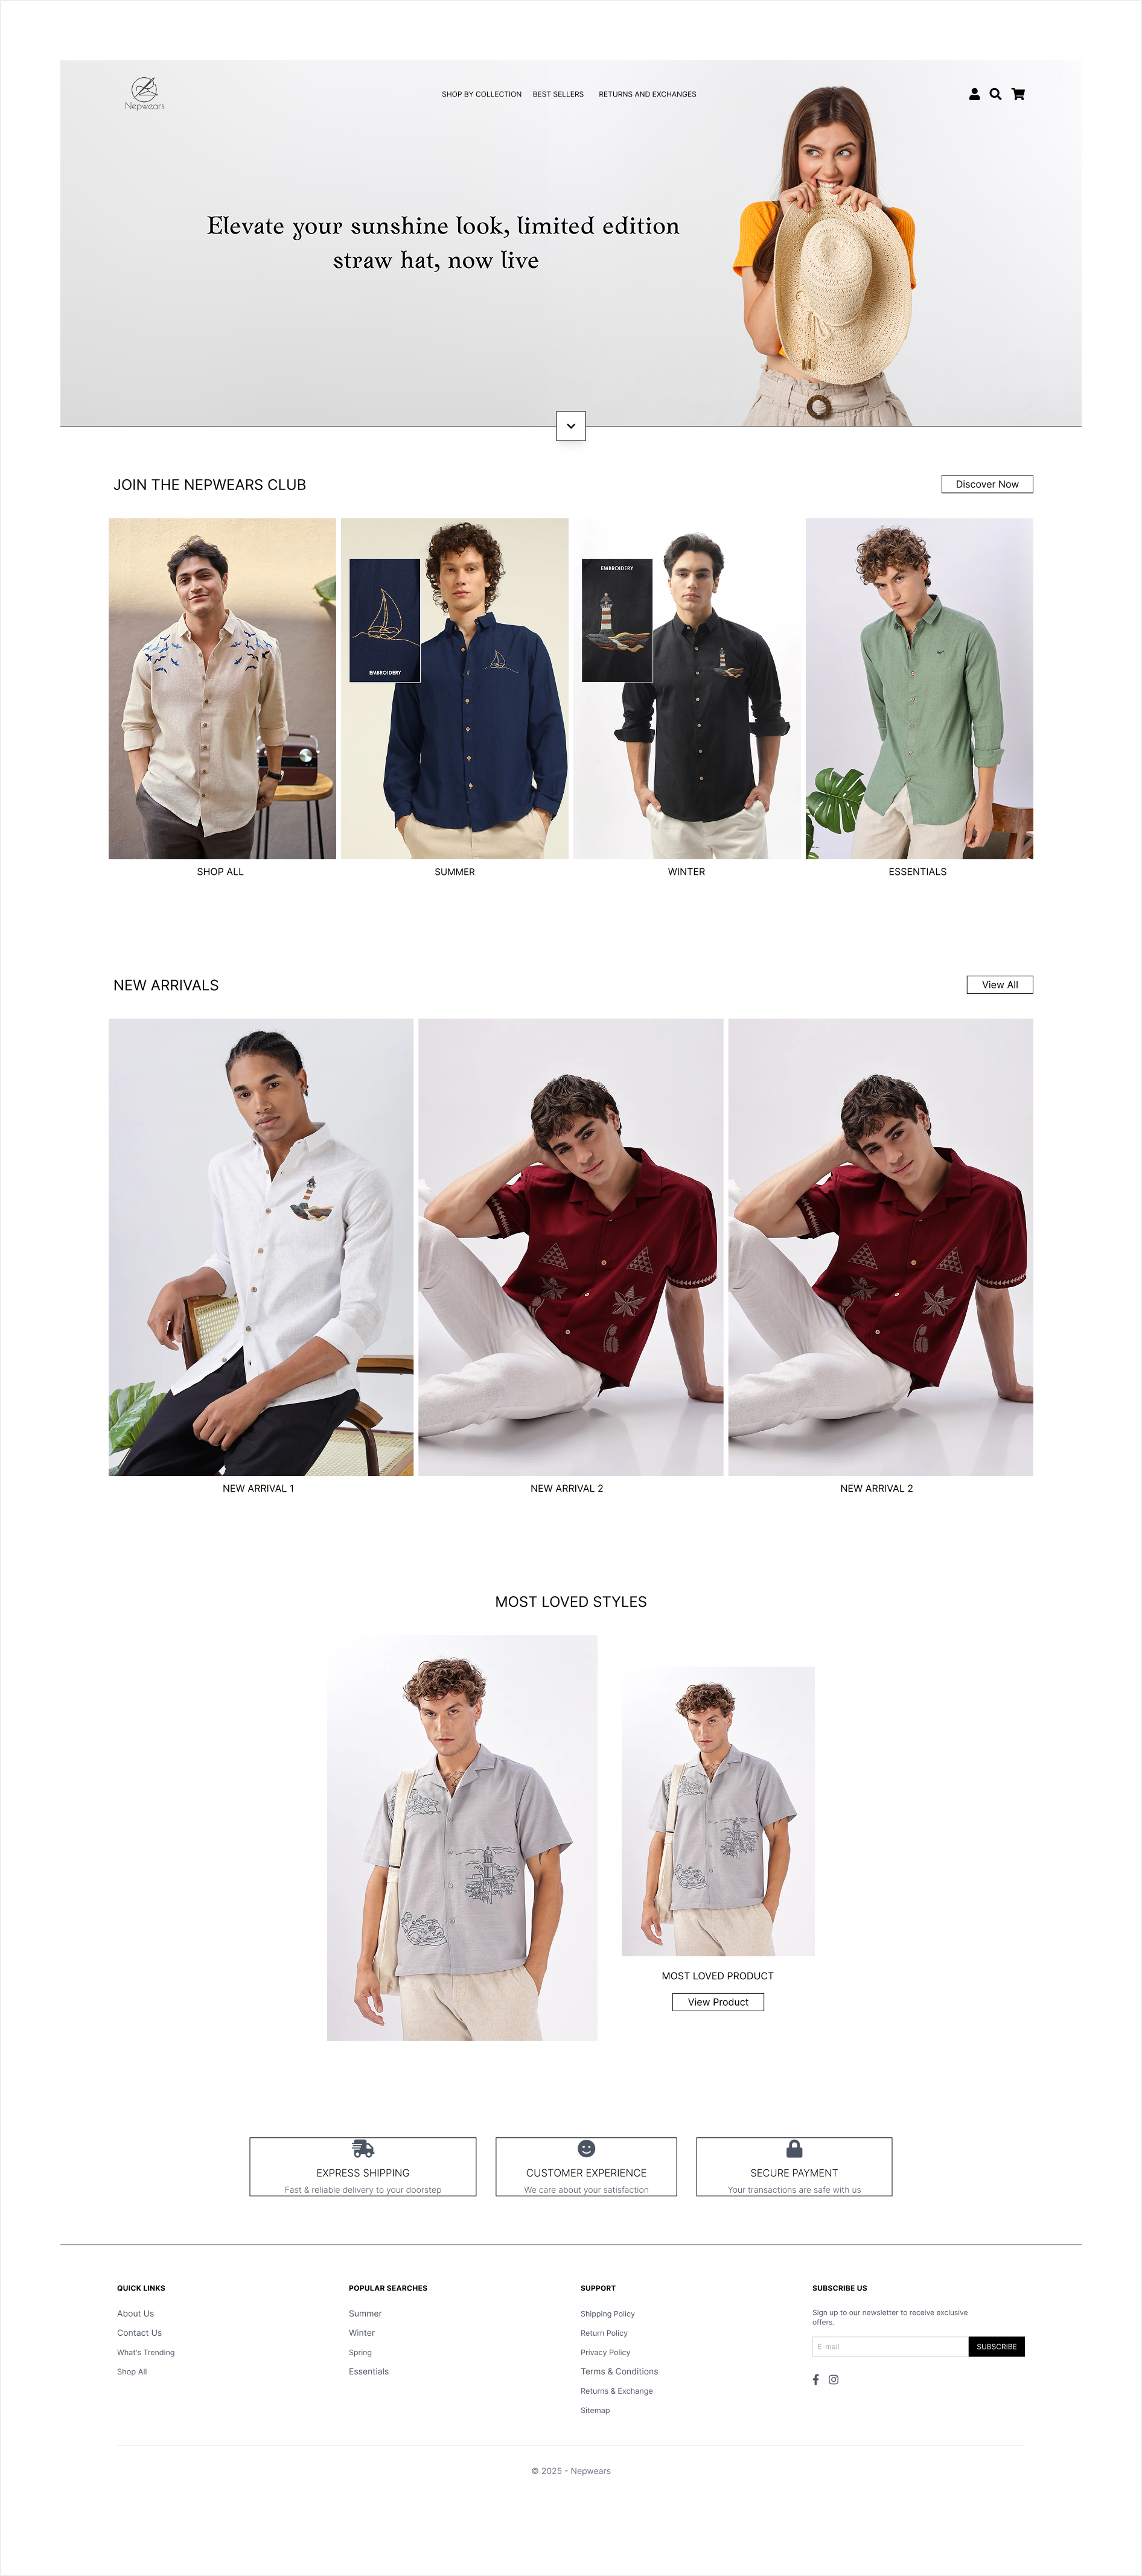 Nepwears
SHOP BY COLLECTION
BEST SELLERS
RETURNS AND EXCHANGES
Elevate your sunshine look, limited edition
straw hat, now live
JOIN THE NEPWEARS CLUB
Discover Now
EMBROIDERY
EMBROIDERY
SHOP ALL
SUMMER
WINTER
ESSENTIALS
NEW ARRIVALS
View All
NEW ARRIVAL 1
NEW ARRIVAL 2
NEW ARRIVAL 2
MOST LOVED STYLES
MOST LOVED PRODUCT
View Product
EXPRESS SHIPPING
Fast & reliable delivery to your doorstep
CUSTOMER EXPERIENCE
We care about your satisfaction
SECURE PAYMENT
Your transactions are safe with us
QUICK LINKS
About Us
Contact Us
What's Trending
Shop All
POPULAR SEARCHES
Summer
Winter
Spring
Essentials
SUPPORT
Shipping Policy
Return Policy
Privacy Policy
Terms & Conditions
Returns & Exchange
Sitemap
SUBSCRIBE US
Sign up to our newsletter to receive exclusive
offers.
E-mail
SUBSCRIBE
© 2025 - Nepwears